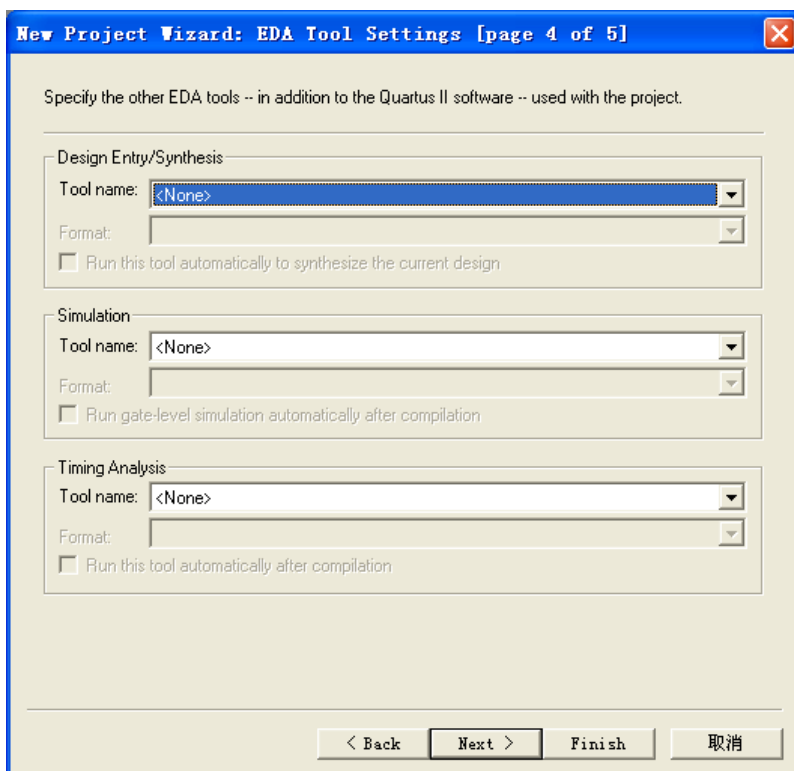 New Project Wizard: EDA Tool Settings [page 4 of 5]
Specify the other EDA tools -- in addition to the Quartus II software -- used with the project.
Design Entry/Synthesis
Tool name: <None>
Format:
Run this tool automatically to synthesize the current design
Simulation
Tool name: <None>
Format:
Run gate-level simulation automatically after compilation
Timing Analysis
Tool name: <None>
Format:
Run this tool automatically after compilation
< Back Next > Finish 取消